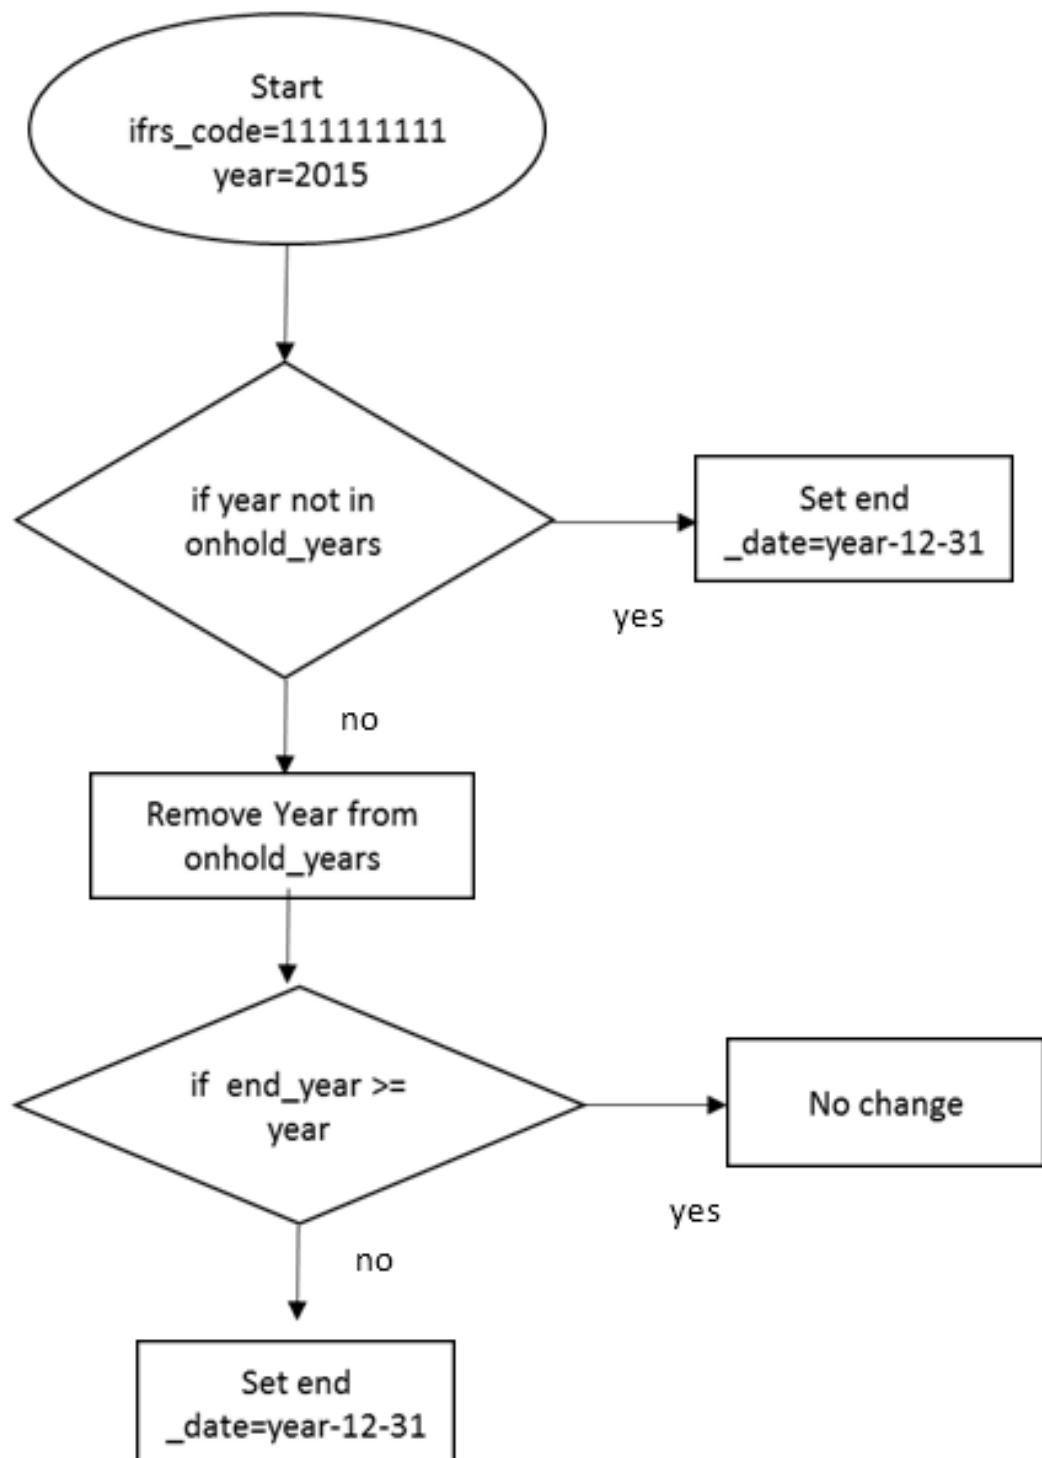 Start
ifrs_code=111111111
year=2015
if year not in
onhold_years
Set end
_date=year-12-31
yes
no
Remove Year from
onhold_years
if  end_year >=
year
No change
yes
no
Set end
_date=year-12-31